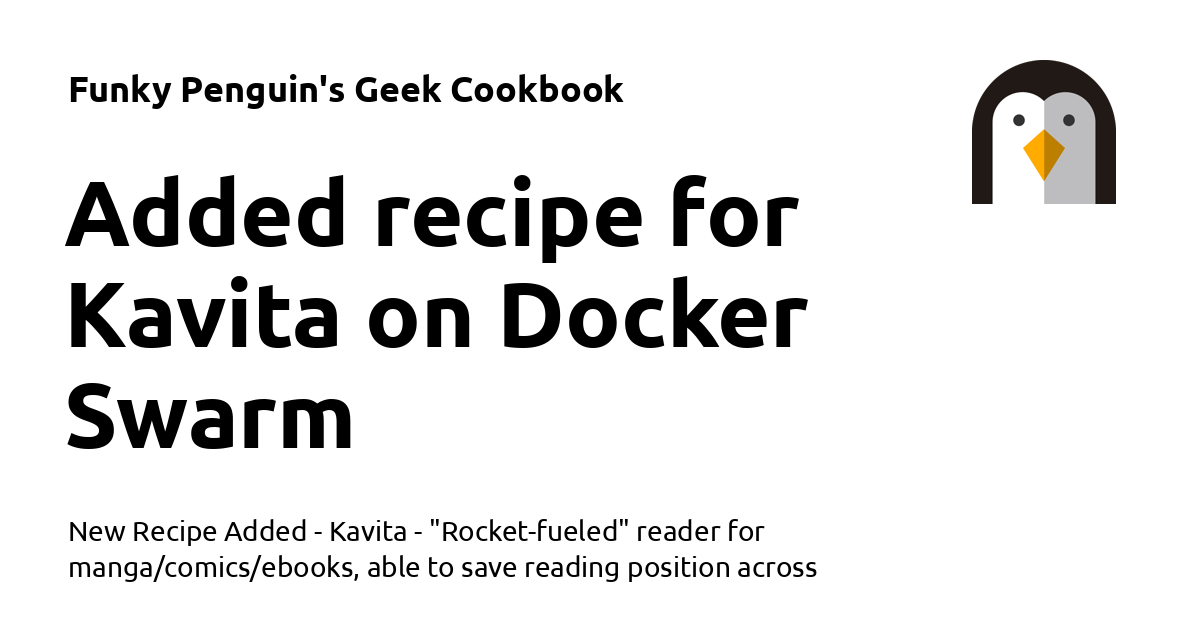 Funky Penguin's Geek Cookbook
Added recipe for
Kavita on Docker
Swarm
New Recipe Added - Kavita - "Rocket-fueled" reader for
manga/comics/ebooks, able to save reading position across